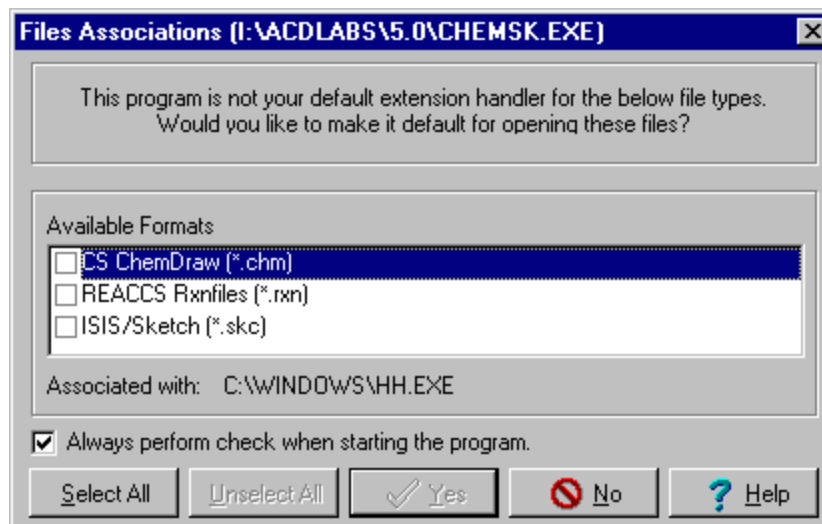 Files Associations (I:\ACDLABS\5.0\CHEMSK.EXE)
This program is not your default extension handler for the below file types.
Would you like to make it default for opening these files?
Available Formats
CS ChemDraw (*.chm)
REACCS Rxnfiles (*.rxn)
ISIS/Sketch (*.skc)
Associated with: C:\WINDOWS\HH.EXE
Always perform check when starting the program.
Select All Unselect All Yes No Help